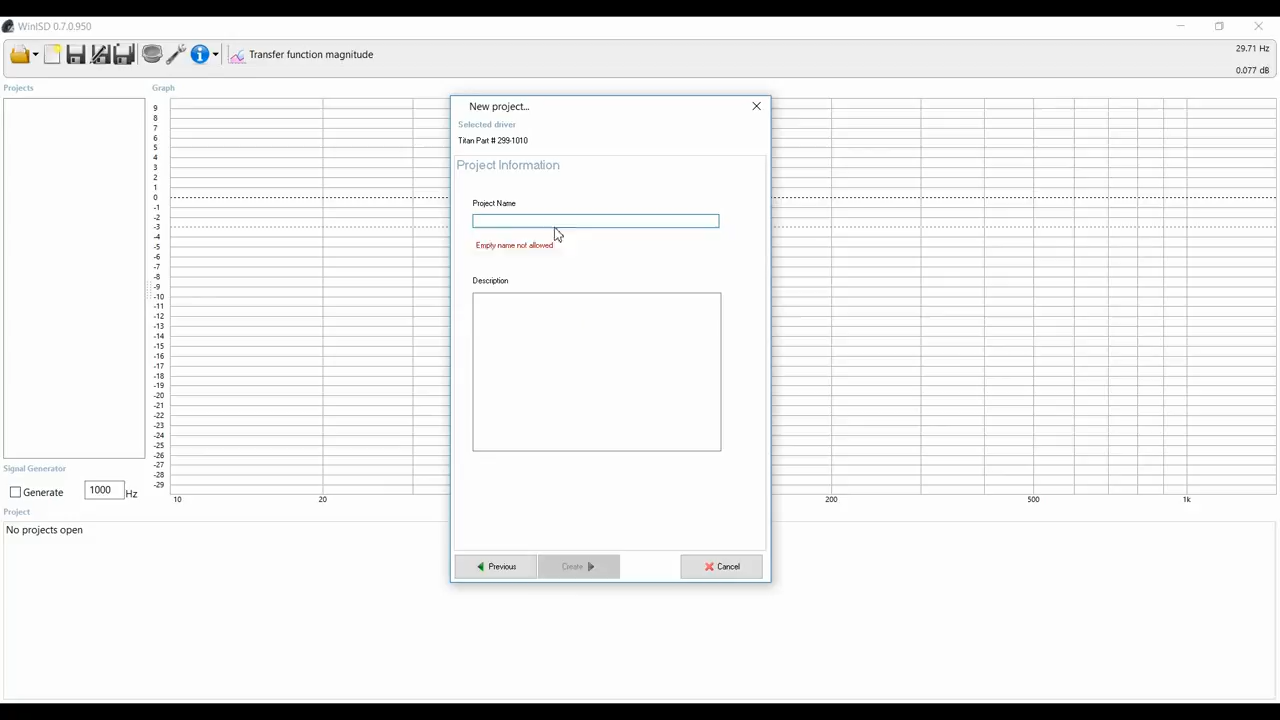 WinISD 0.7.0.950
Transfer function magnitude
29.71 Hz
0.077 dB
Projects
Graph
9
8
7
6
5
4
3
2
1
0
-1
-2
-3
-4
-5
-6
-7
-8
-9
-10
-11
-12
-13
-14
-15
-16
-17
-18
-19
-20
-21
-22
-23
-24
-25
-26
-27
-28
-29
10
20
200
500
1k
New project...
Selected driver
Titan Part # 299-1010
Project Information
Project Name
Empty name not allowed
Description
Previous
Create
Cancel
Signal Generator
Generate
1000
Hz
Project
No projects open